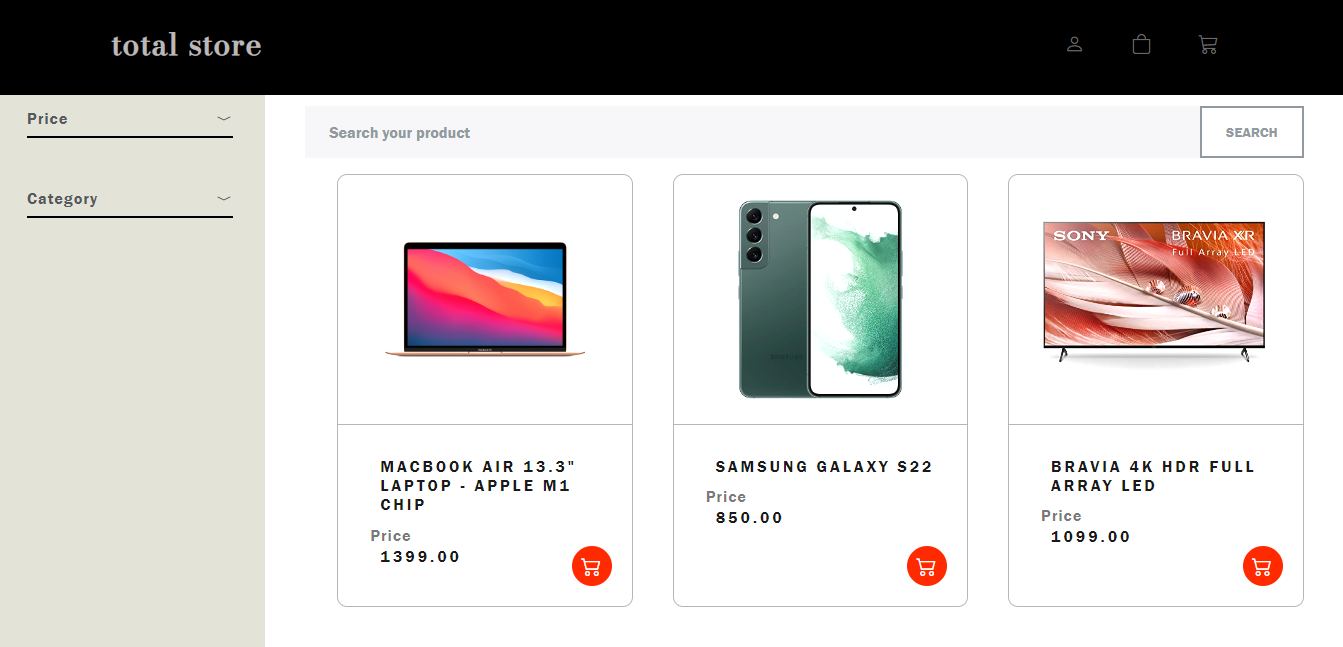 total store
Price
Category
Search your product
SEARCH
SONY
BRAVIA XR
Full Array LED
MACBOOK AIR 13.3"
LAPTOP - APPLE M1
CHIP
Price
1399.00
SAMSUNG GALAXY S22
Price
850.00
BRAVIA 4K HDR FULL
ARRAY LED
Price
1099.00